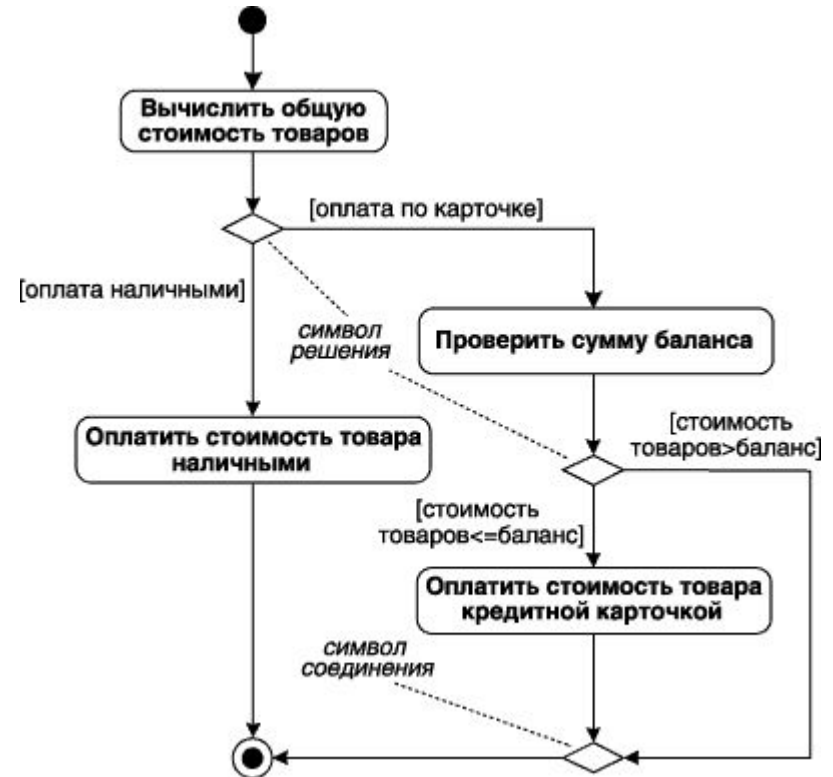 Вычислить общую
стоимость товаров
[оплата по карточке]
[оплата наличными]
символ
решения
Проверить сумму баланса
Оплатить стоимость товара
наличными
[стоимость
товаров>баланс]
[стоимость
товаров<=баланс]
Оплатить стоимость товара
кредитной карточкой
символ
соединения